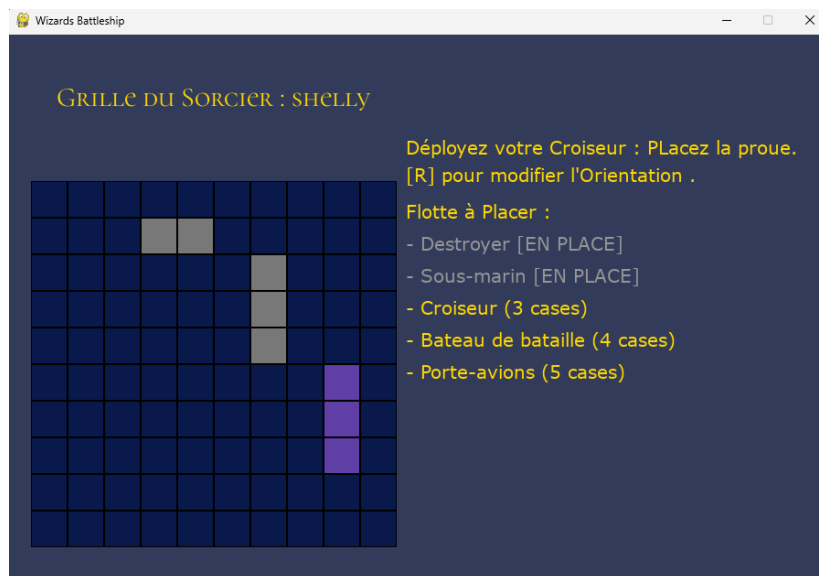 Wizards Battleship
Grille du Sorcier : shelly
Déployez votre Croiseur : PLacez la proue.
[R] pour modifier l'Orientation .
Flotte à Placer :
- Destroyer [EN PLACE]
- Sous-marin [EN PLACE]
- Croiseur (3 cases)
- Bateau de bataille (4 cases)
- Porte-avions (5 cases)